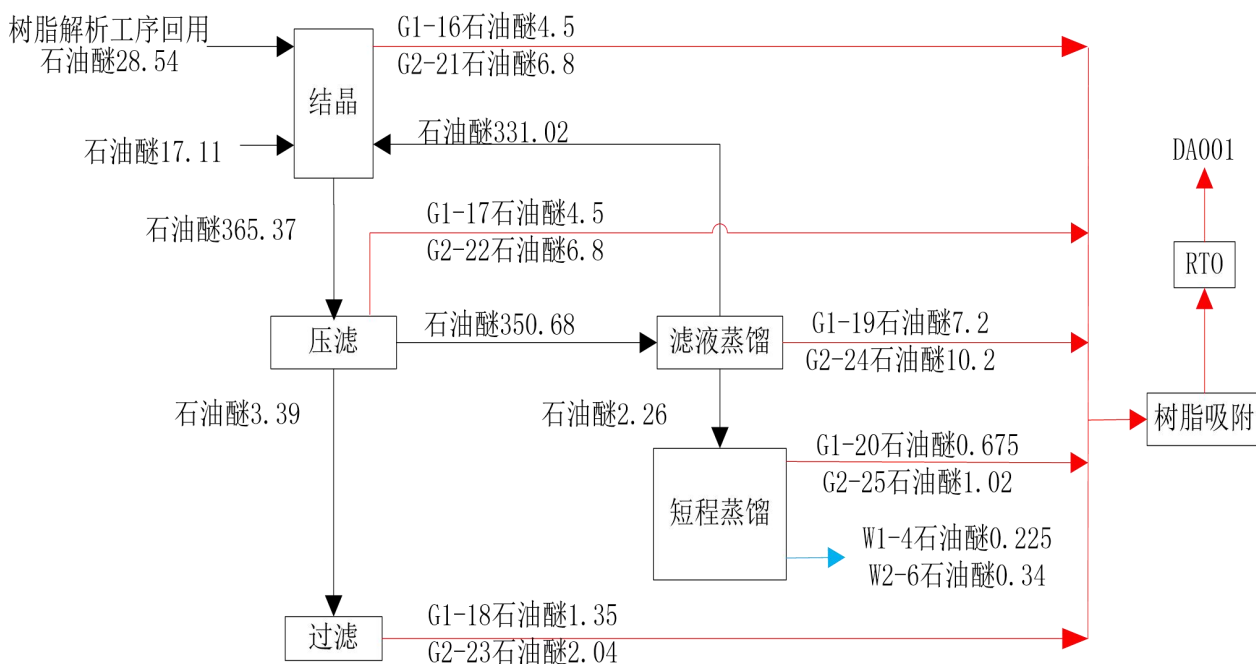 树脂解析工序回用
石油醚28.54
G1-16石油醚4.5
G2-21石油醚6.8
结晶
石油醚17.11
石油醚331.02
DA001
石油醚365.37
G1-17石油醚4.5
G2-22石油醚6.8
RTO
压滤
石油醚350.68
滤液蒸馏
G1-19石油醚7.2
G2-24石油醚10.2
石油醚3.39
石油醚2.26
树脂吸附
G1-20石油醚0.675
G2-25石油醚1.02
短程蒸馏
W1-4石油醚0.225
W2-6石油醚0.34
过滤
G1-18石油醚1.35
G2-23石油醚2.04